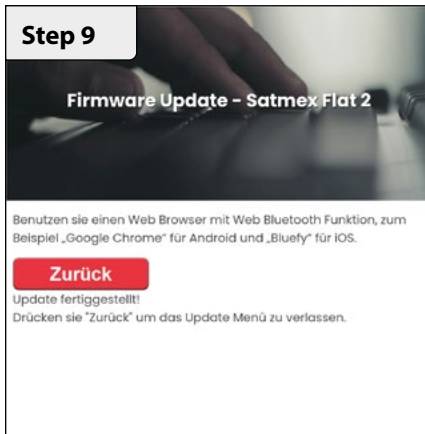 Step 9
Firmware Update - Satmex Flat 2
Benutzen sie einen Web Browser mit Web Bluetooth Funktion, zum
Beispiel „Google Chrome“ für Android und „Bluefy“ für iOS.
Zurück
Update fertiggestellt!
Drücken sie "Zurück" um das Update Menü zu verlassen.